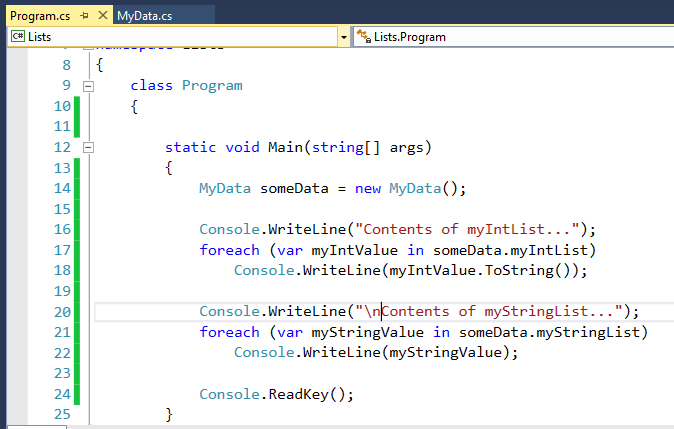 Program.cs MyData.cs
C# Lists Lists.Program
8 {
9 class Program
10 {
11
12 static void Main(string[] args)
13 {
14 MyData someData = new MyData();
15
16 Console.WriteLine("Contents of myIntList...");
17 foreach (var myIntValue in someData.myIntList)
18 Console.WriteLine(myIntValue.ToString());
19
20 Console.WriteLine("\nContents of myStringList...");
21 foreach (var myStringValue in someData.myStringList)
22 Console.WriteLine(myStringValue);
23
24 Console.ReadKey();
25 }